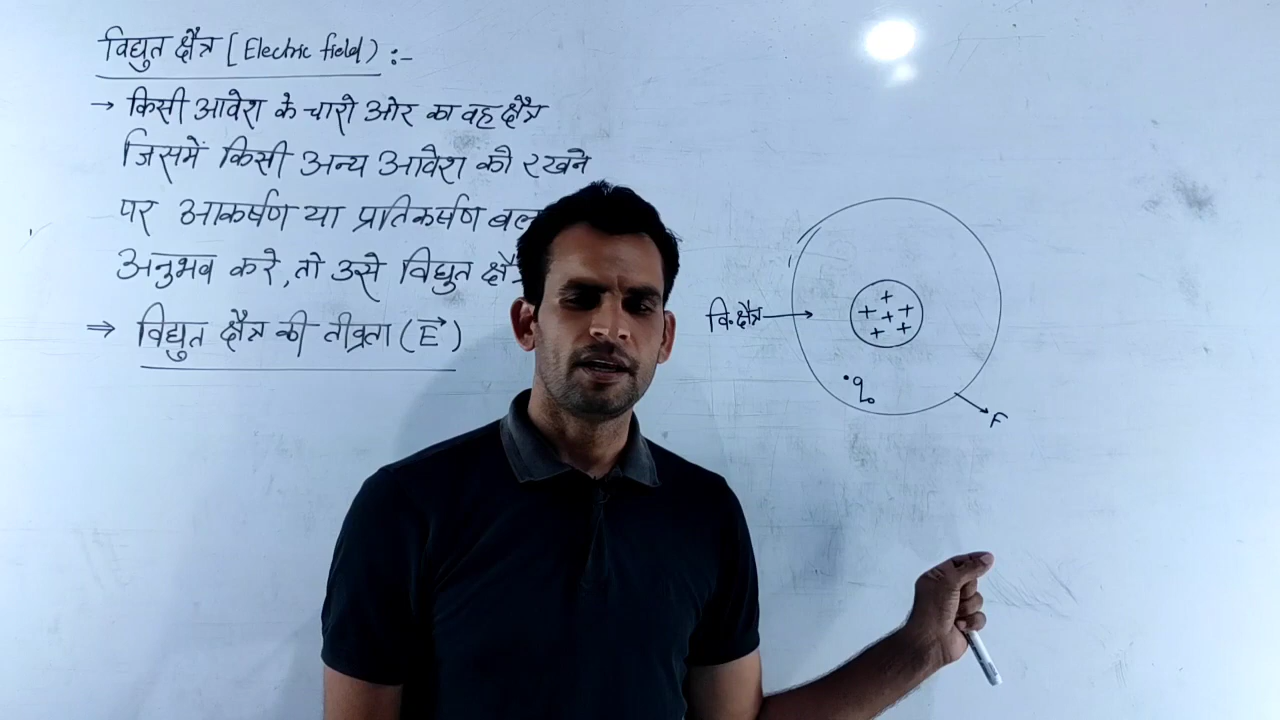 विद्युत क्षैत्र [Electric field) :-
→ किसी आवेश के चारो ओर का वह क्षैत्र
जिसमें किसी अन्य आवेश को रखने
पर आकर्षण या प्रतिकर्सण बल
अनुभव करे, तो उसे विद्युत
⇒ विद्युत क्षैत्र की तीव्रता (E→)
वि.क्षैत्र
+ + + + + +
q₀
F